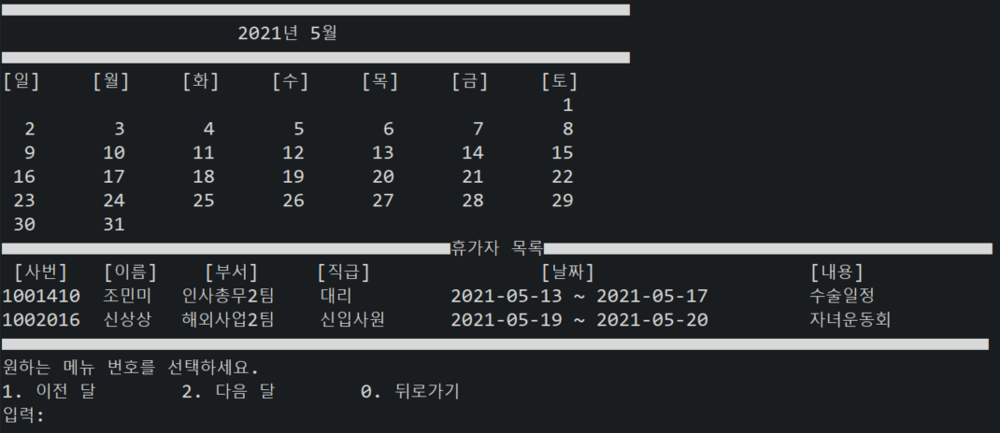 2021년 5월
[일] [월] [화] [수] [목] [금] [토]
1
2 3 4 5 6 7 8
9 10 11 12 13 14 15
16 17 18 19 20 21 22
23 24 25 26 27 28 29
30 31
휴가자 목록
[사번] [이름] [부서] [직급] [날짜] [내용]
1001410 조민미 인사총무2팀 대리 2021-05-13 ~ 2021-05-17 수술일정
1002016 신상상 해외사업2팀 신입사원 2021-05-19 ~ 2021-05-20 자녀운동회
원하는 메뉴 번호를 선택하세요.
1. 이전 달 2. 다음 달 0. 뒤로가기
입력: